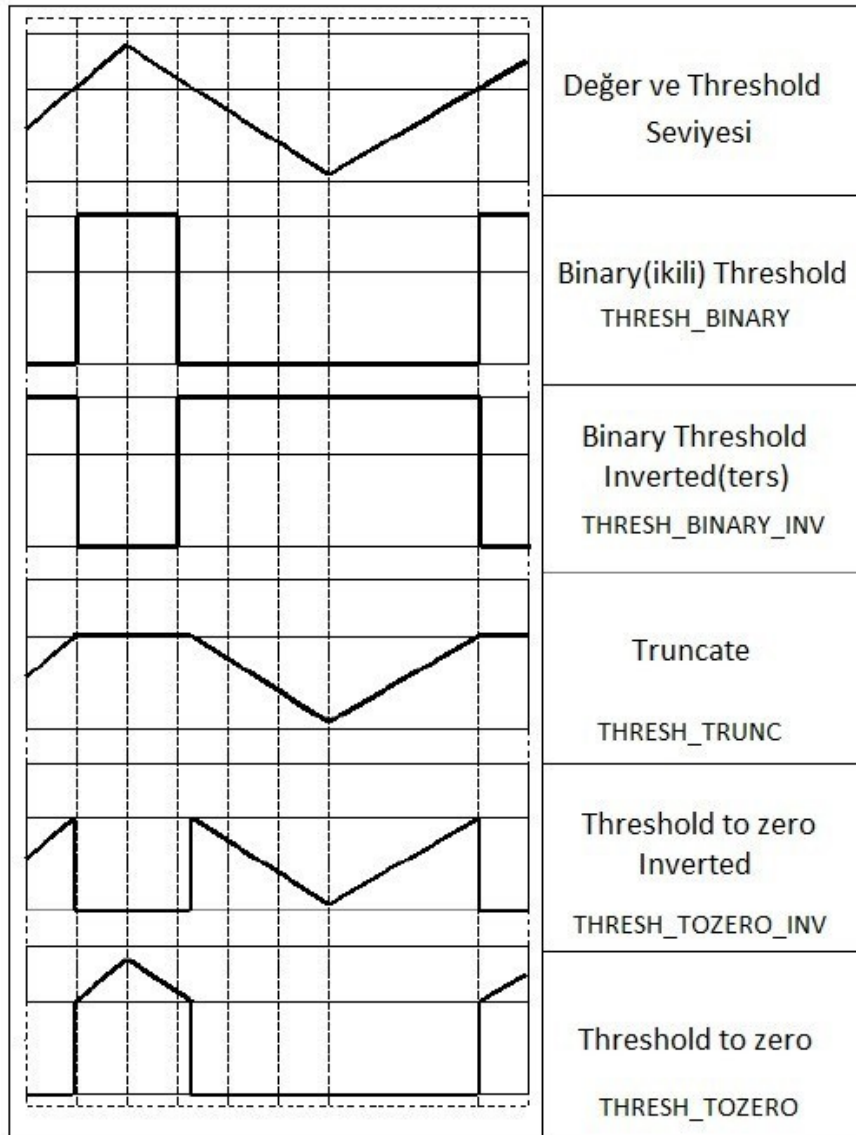 Değer ve Threshold
Seviyesi
Binary(ikili) Threshold
THRESH_BINARY
Binary Threshold
Inverted(ters)
THRESH_BINARY_INV
Truncate
THRESH_TRUNC
Threshold to zero
Inverted
THRESH_TOZERO_INV
Threshold to zero
THRESH_TOZERO